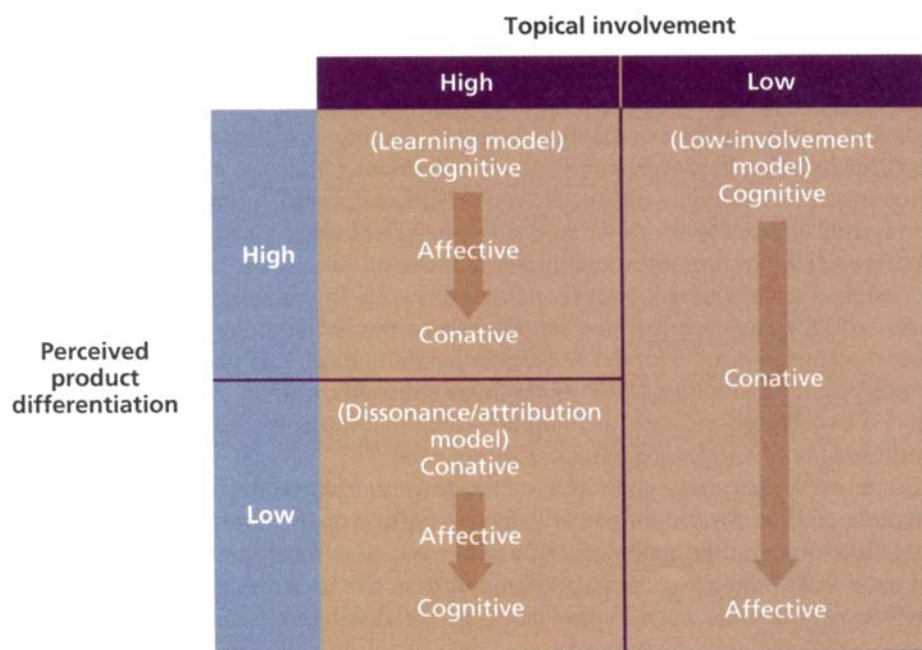 Topical involvement
High
Low
High
(Learning model)
Cognitive
Affective
Conative
(Low-involvement
model)
Cognitive
Conative
Affective
Perceived
product
differentiation
Low
(Dissonance/attribution
model)
Conative
Affective
Cognitive